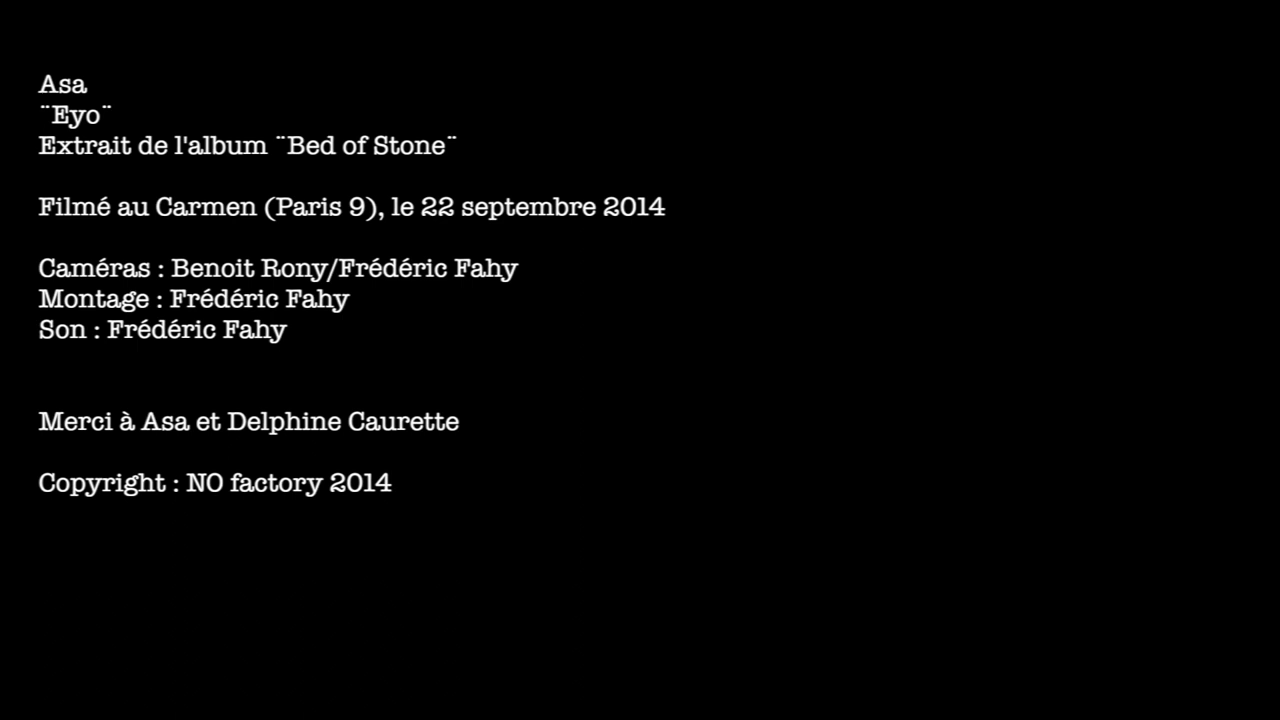 Asa
¨Eyo¨
Extrait de l'album ¨Bed of Stone¨
Filmé au Carmen (Paris 9), le 22 septembre 2014
Caméras : Benoit Rony/Frédéric Fahy
Montage : Frédéric Fahy
Son : Frédéric Fahy
Merci à Asa et Delphine Caurette
Copyright : NO factory 2014